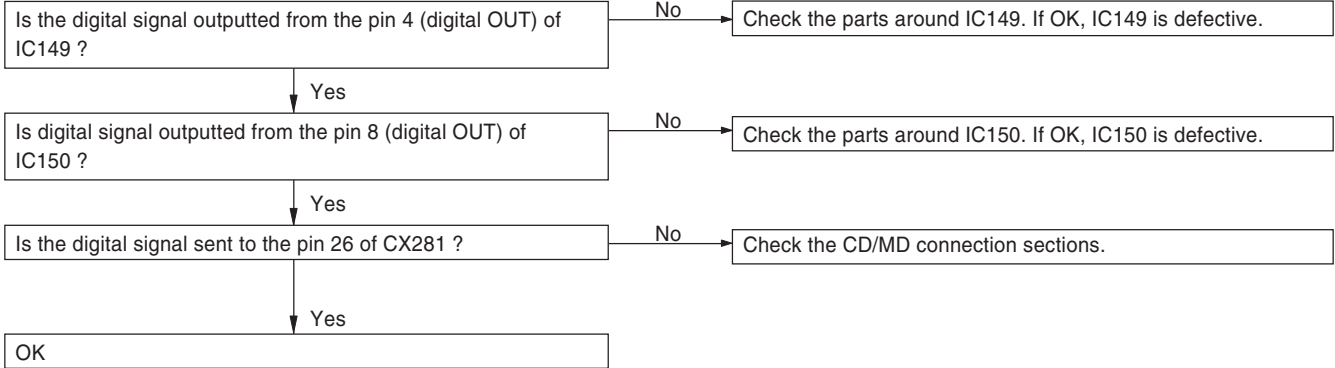 Is the digital signal outputted from the pin 4 (digital OUT) of
IC149 ?
No
Check the parts around IC149. If OK, IC149 is defective.
Yes
Is digital signal outputted from the pin 8 (digital OUT) of
IC150 ?
No
Check the parts around IC150. If OK, IC150 is defective.
Yes
Is the digital signal sent to the pin 26 of CX281 ?
No
Check the CD/MD connection sections.
Yes
OK